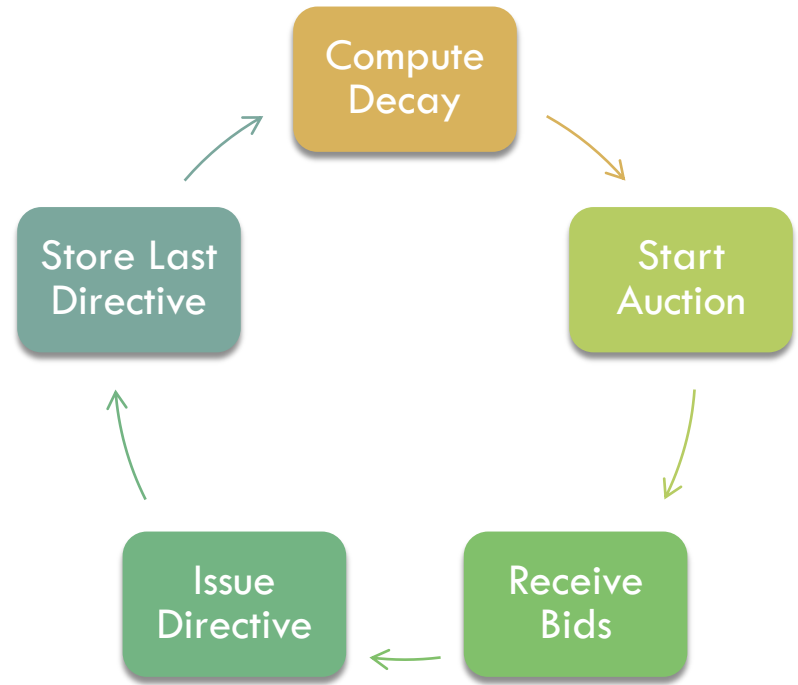 Compute
Decay
Start
Auction
Receive
Bids
Issue
Directive
Store Last
Directive